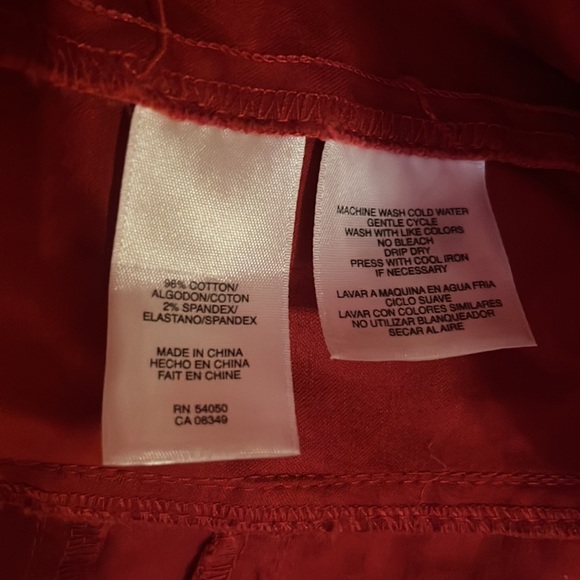 98% COTTON/
ALGODON/COTON
2% SPANDEX/
ELASTANO/SPANDEX
MADE IN CHINA
HECHO EN CHINA
FAIT EN CHINE
RN 54050
CA 08349
MACHINE WASH COLD WATER
GENTLE CYCLE
WASH WITH LIKE COLORS
NO BLEACH
DRIP DRY
PRESS WITH COOL IRON
IF NECESSARY
LAVAR A MAQUINA EN AGUA FRIA
CICLO SUAVE
LAVAR CON COLORES SIMILARES
NO UTILIZAR BLANQUEADOR
SECAR AL AIRE